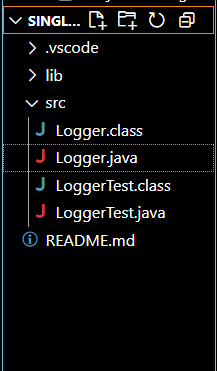 SINGL...
.vscode
lib
src
Logger.class
Logger.java
LoggerTest.class
LoggerTest.java
README.md